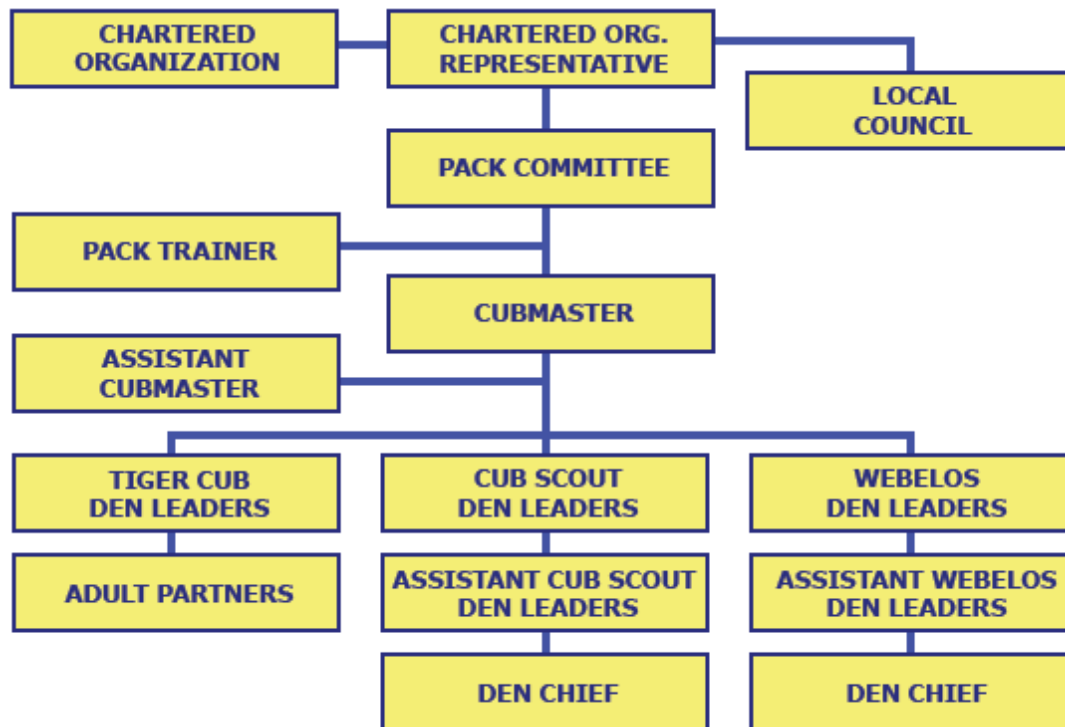 CHARTERED
ORGANIZATION
CHARTERED ORG.
REPRESENTATIVE
LOCAL
COUNCIL
PACK COMMITTEE
PACK TRAINER
CUBMASTER
ASSISTANT
CUBMASTER
TIGER CUB
DEN LEADERS
CUB SCOUT
DEN LEADERS
WEBELOS
DEN LEADERS
ADULT PARTNERS
ASSISTANT CUB SCOUT
DEN LEADERS
ASSISTANT WEBELOS
DEN LEADERS
DEN CHIEF
DEN CHIEF